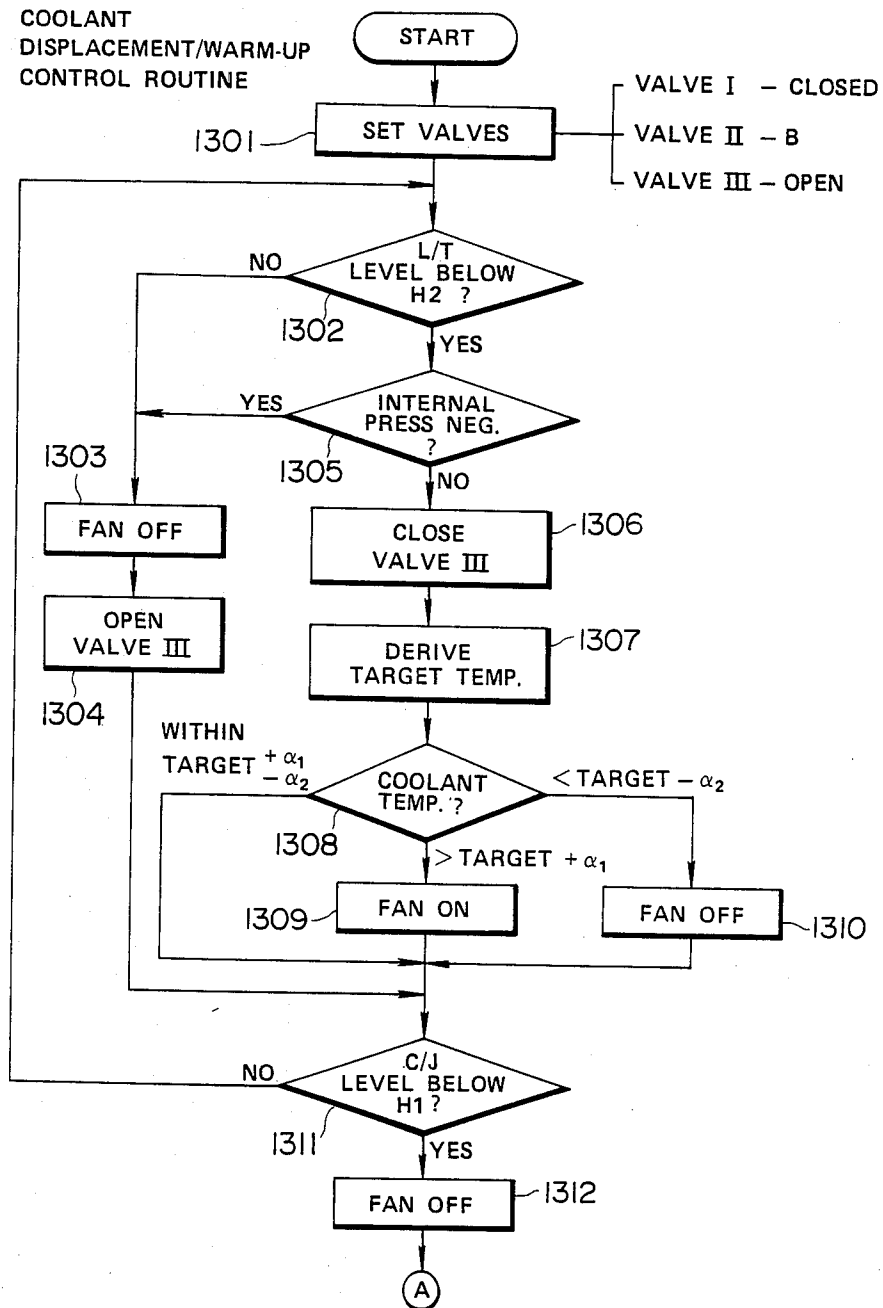 COOLANT
DISPLACEMENT/WARM-UP
CONTROL ROUTINE
START
1301
SET VALVES
VALVE I – CLOSED
VALVE II – B
VALVE III – OPEN
L/T
LEVEL BELOW
H2 ?
NO
1302
YES
INTERNAL
PRESS NEG.
?
YES
1305
NO
1303
FAN OFF
1306
CLOSE
VALVE III
OPEN
VALVE III
1304
1307
DERIVE
TARGET TEMP.
WITHIN
TARGET + α1
– α2
COOLANT
TEMP. ?
< TARGET – α2
1308
> TARGET + α1
1309
FAN ON
FAN OFF
1310
C/J
LEVEL BELOW
H1 ?
NO
1311
YES
FAN OFF
1312
A